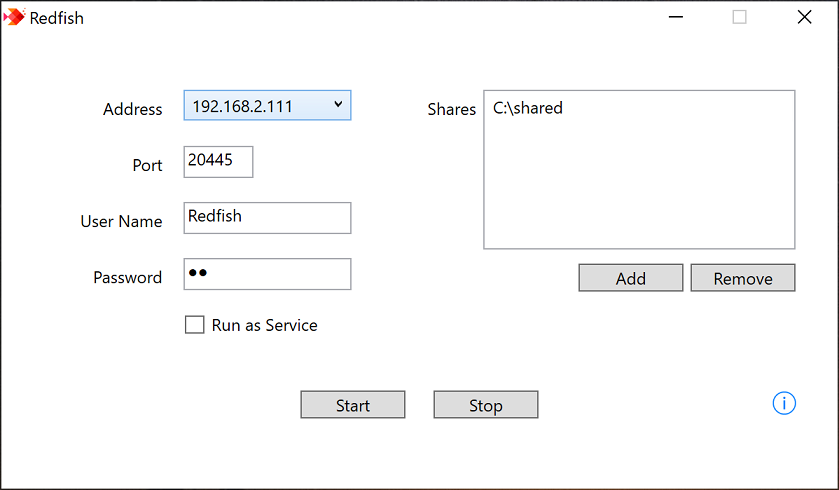 Redfish
Address
192.168.2.111
Shares
C:\shared
Port
20445
User Name
Redfish
Password
●●
Add
Remove
Run as Service
Start
Stop